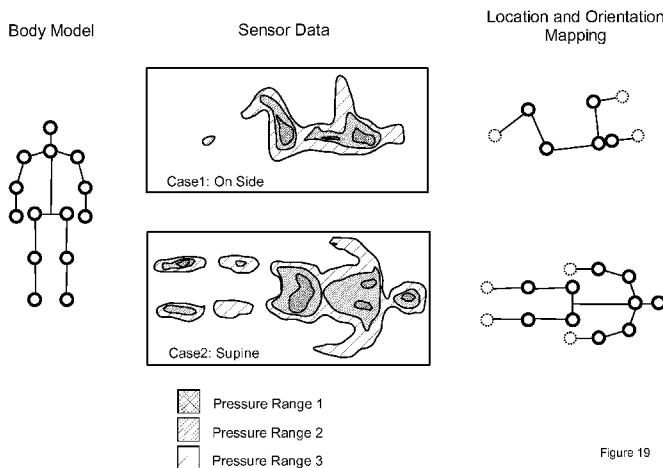 Body Model
Sensor Data
Location and Orientation
Mapping
Case1: On Side
Case2: Supine
Pressure Range 1
Pressure Range 2
Pressure Range 3
Figure 19